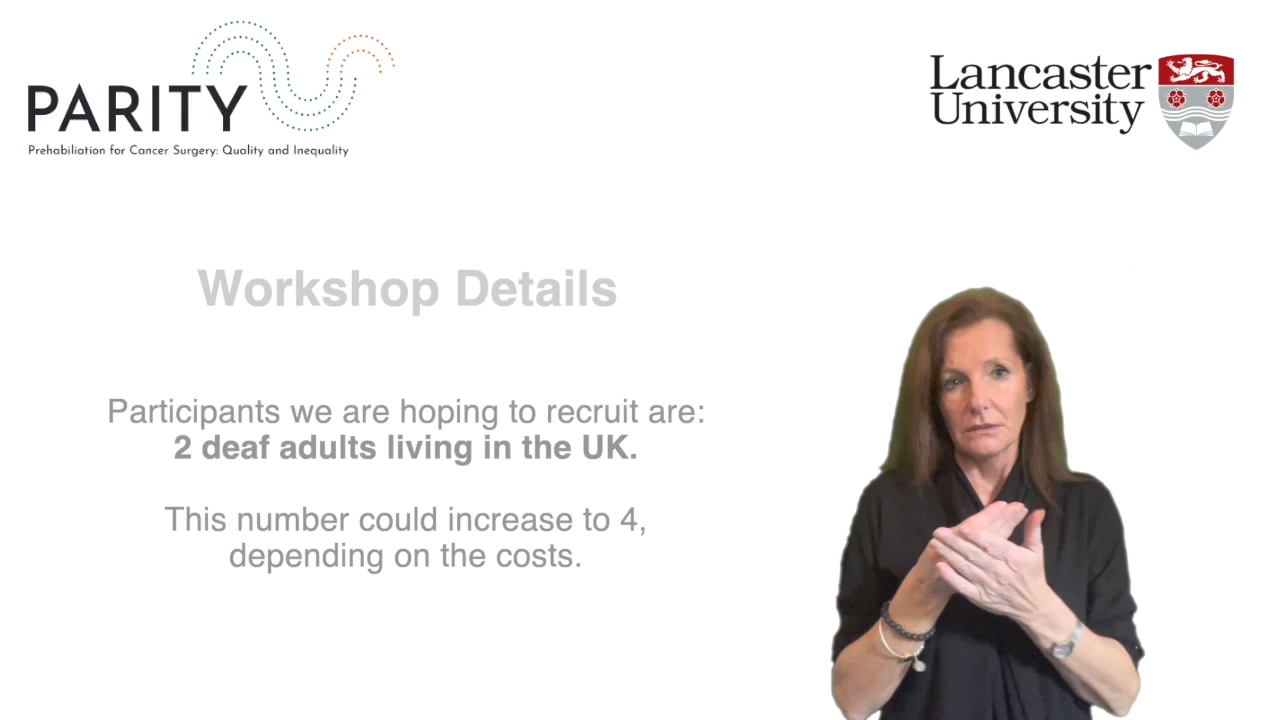 PARITY
Prehabiliation for Cancer Surgery: Quality and Inequality
Lancaster
University
Workshop Details
Participants we are hoping to recruit are:
2 deaf adults living in the UK.
This number could increase to 4,
depending on the costs.